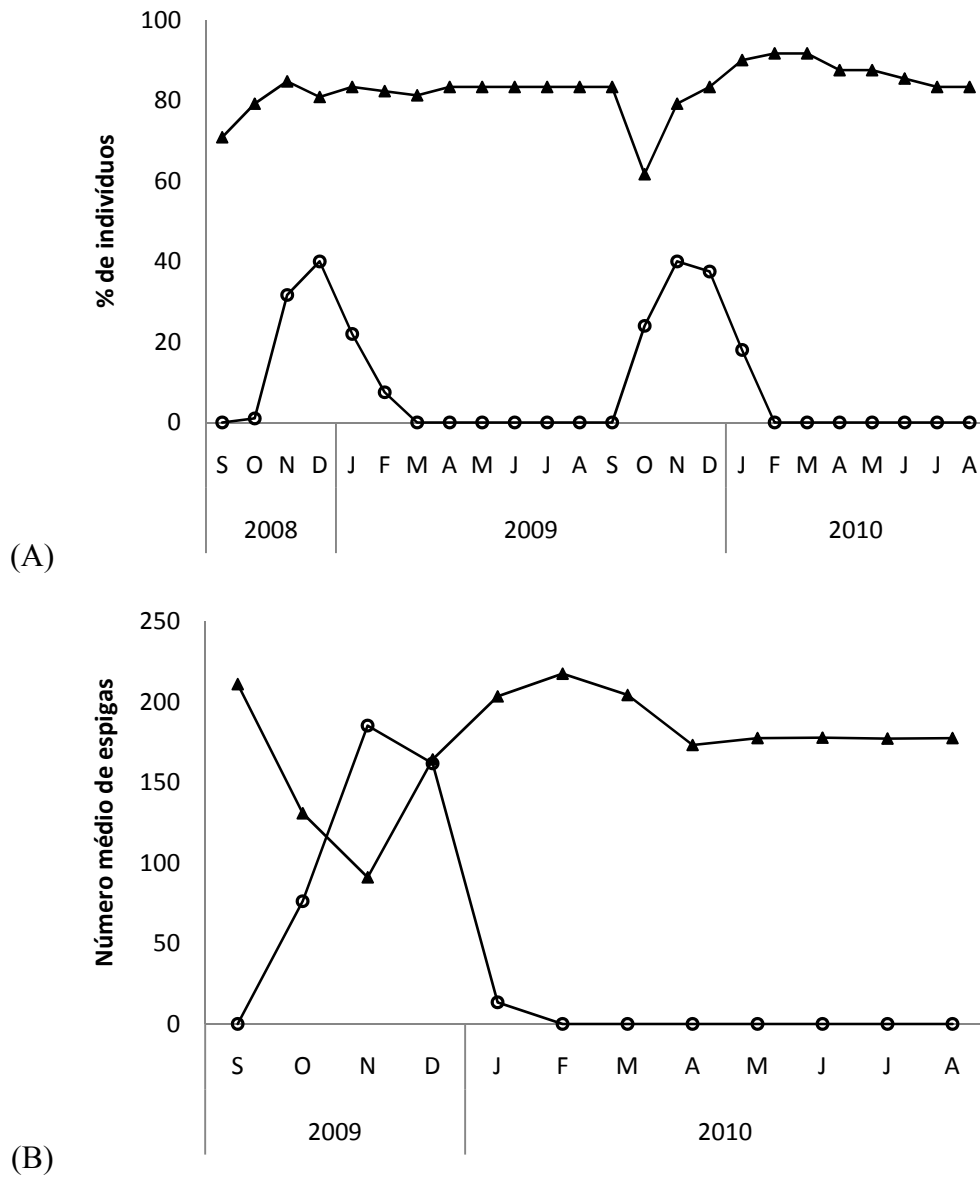 100
80
60
40
20
0
% de indivíduos
S O N D J F M A M J J A S O N D J F M A M J J A
2008 2009 2010
(A)
250
200
150
100
50
0
Número médio de espigas
S O N D J F M A M J J A
2009 2010
(B)